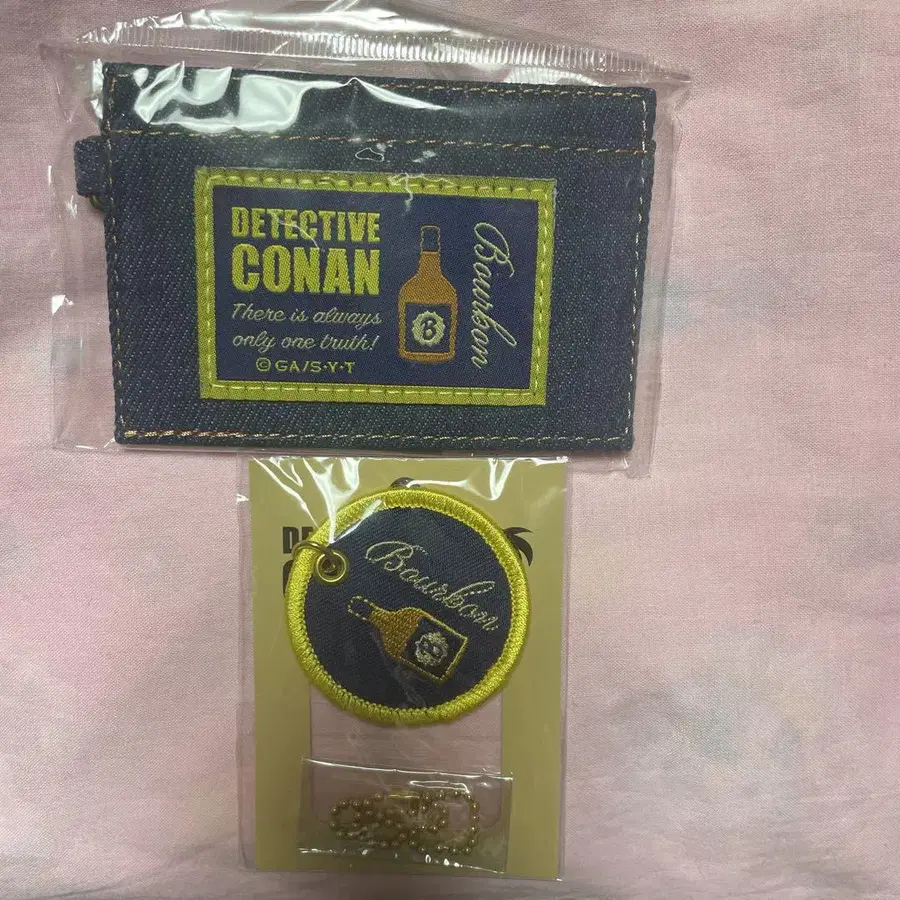 DETECTIVE
CONAN
There is always
only one truth!
©GA/S·Y·T
Bourbon
B
Bourbon